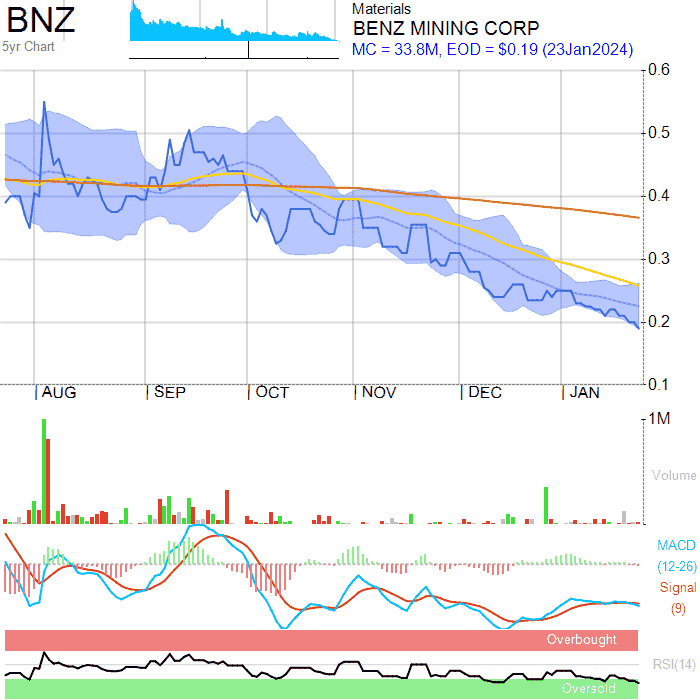 BNZ
5yr Chart
Materials
BENZ MINING CORP
MC = 33.8M, EOD = $0.19 (23Jan2024)
0.6
0.5
0.4
0.3
0.2
0.1
AUG SEP OCT NOV DEC JAN
1M
Volume
MACD
(12-26)
Signal
(9)
Overbought
RSI(14)
Oversold